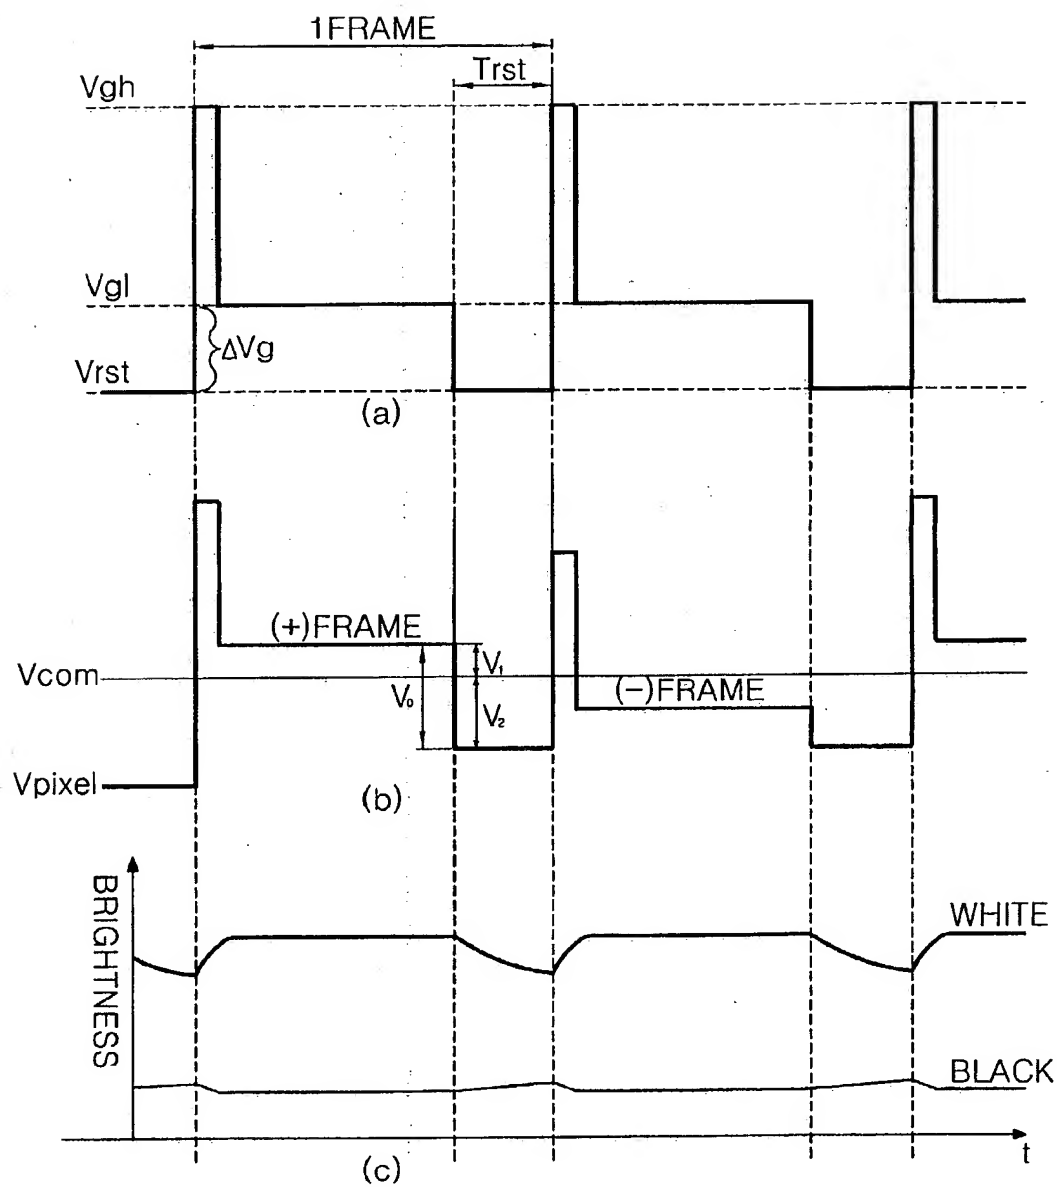 1FRAME
Trst
Vgh
Vgl
ΔVg
Vrst
(a)
(+)FRAME
V₁
Vcom
V₀
(-)FRAME
V₂
Vpixel
(b)
BRIGHTNESS
WHITE
BLACK
t
(c)